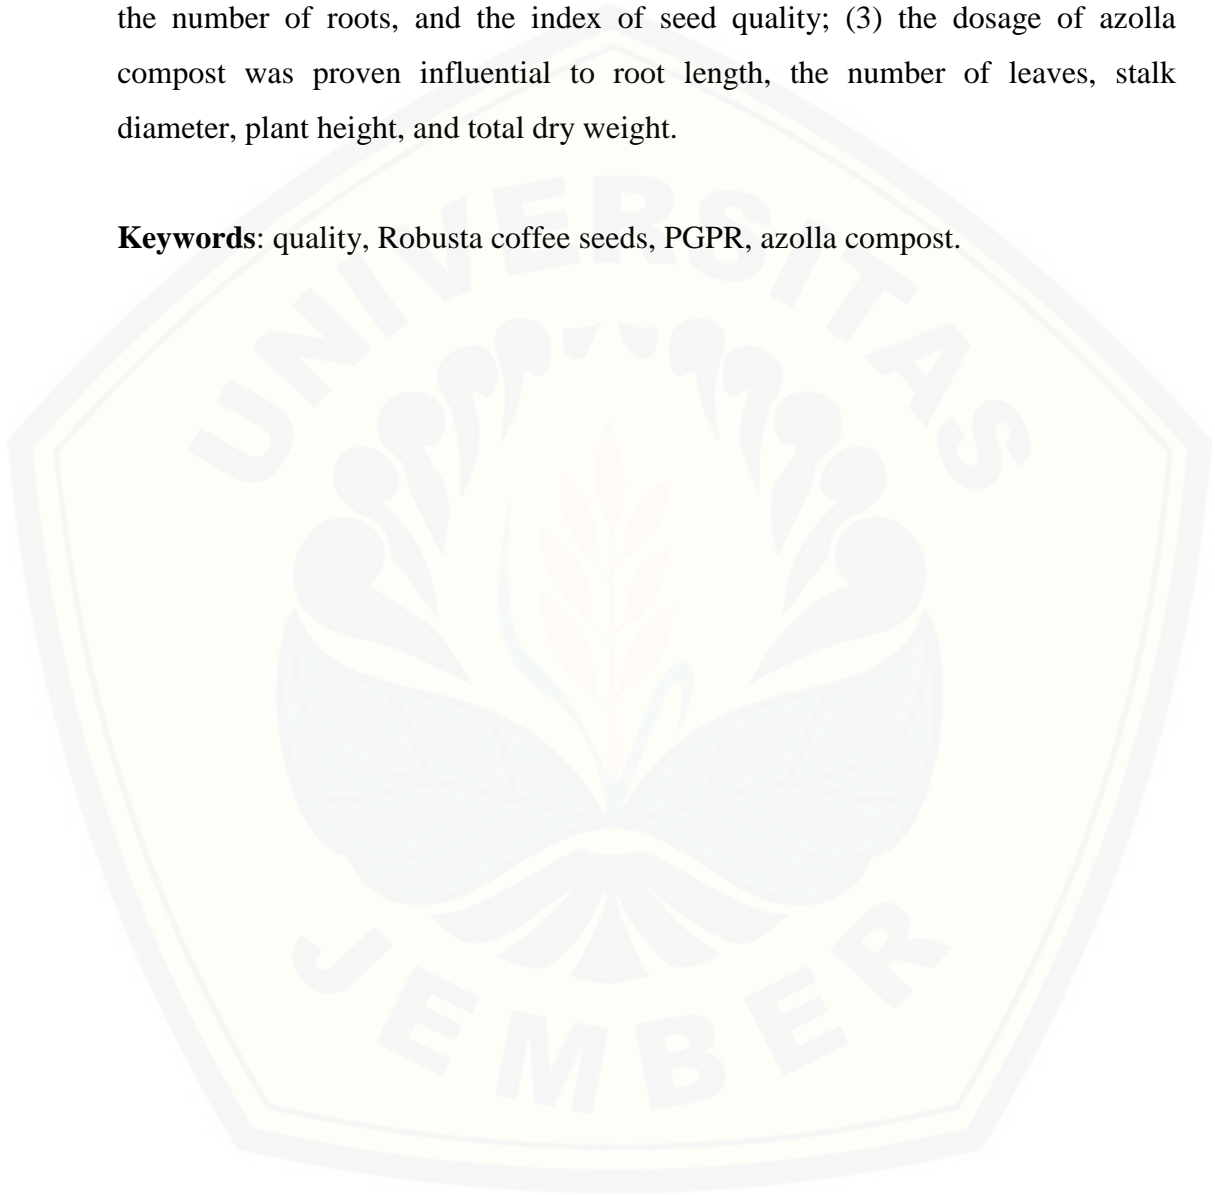 the number of roots, and the index of seed quality; (3) the dosage of azolla
compost was proven influential to root length, the number of leaves, stalk
diameter, plant height, and total dry weight.
Keywords: quality, Robusta coffee seeds, PGPR, azolla compost.
UNIVERSITAS
JEMBER